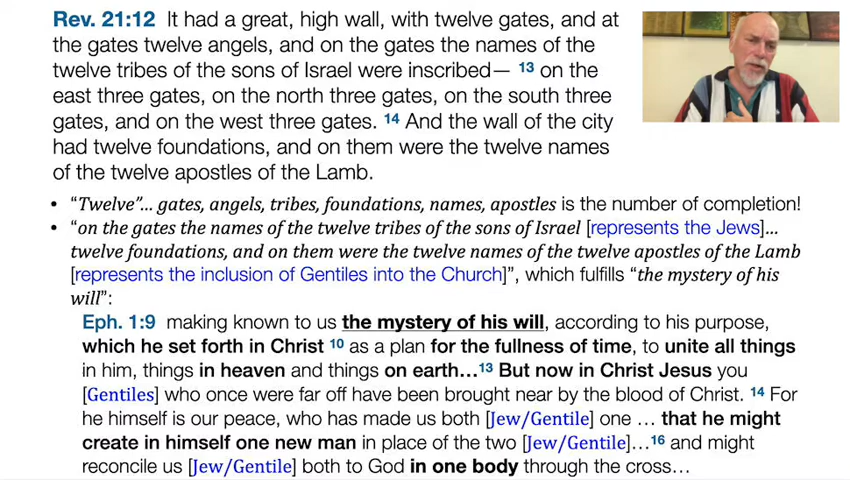 Rev. 21:12 It had a great, high wall, with twelve gates, and at
the gates twelve angels, and on the gates the names of the
twelve tribes of the sons of Israel were inscribed— 13 on the
east three gates, on the north three gates, on the south three
gates, and on the west three gates. 14 And the wall of the city
had twelve foundations, and on them were the twelve names
of the twelve apostles of the Lamb.
• “Twelve”... gates, angels, tribes, foundations, names, apostles is the number of completion!
• “on the gates the names of the twelve tribes of the sons of Israel [represents the Jews]...
twelve foundations, and on them were the twelve names of the twelve apostles of the Lamb
[represents the inclusion of Gentiles into the Church]”, which fulfills “the mystery of his
will”:
Eph. 1:9 making known to us the mystery of his will, according to his purpose,
which he set forth in Christ 10 as a plan for the fullness of time, to unite all things
in him, things in heaven and things on earth…13 But now in Christ Jesus you
[Gentiles] who once were far off have been brought near by the blood of Christ. 14 For
he himself is our peace, who has made us both [Jew/Gentile] one … that he might
create in himself one new man in place of the two [Jew/Gentile]…16 and might
reconcile us [Jew/Gentile] both to God in one body through the cross…